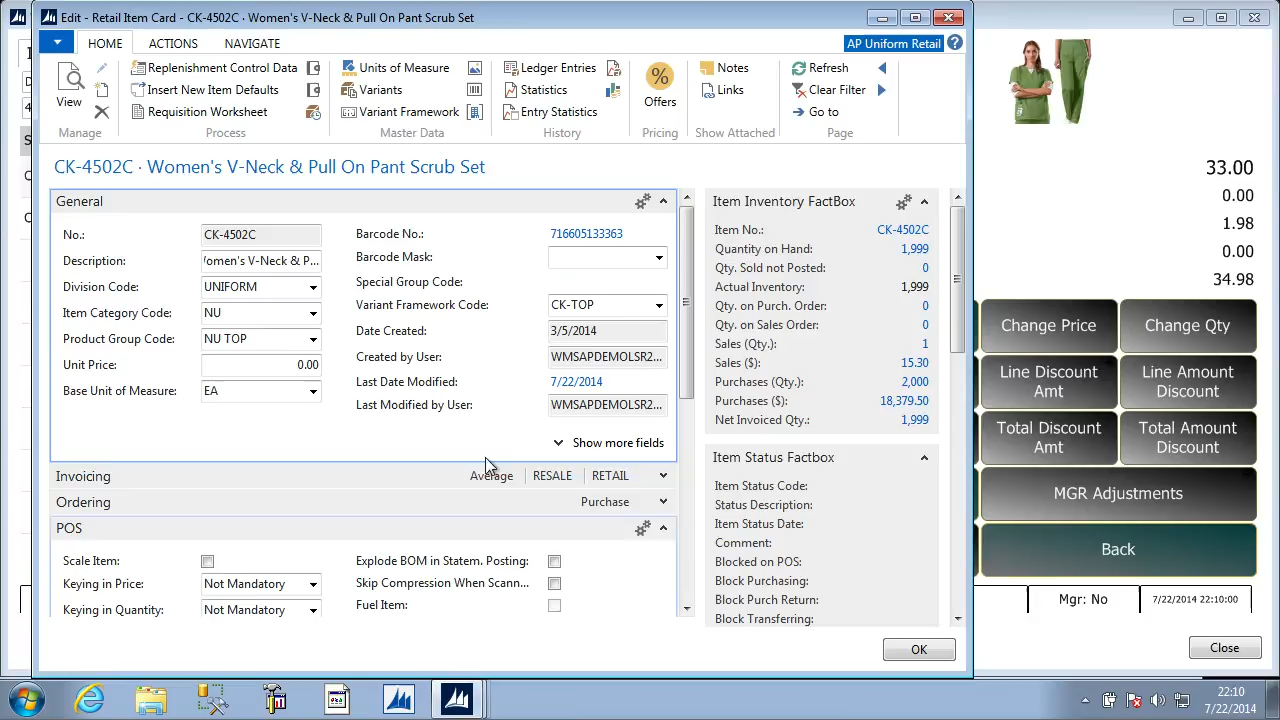 Edit - Retail Item Card - CK-4502C · Women's V-Neck & Pull On Pant Scrub Set
HOME ACTIONS NAVIGATE AP Uniform Retail
View
Replenishment Control Data
Insert New Item Defaults
Requisition Worksheet
Units of Measure
Variants
Variant Framework
Ledger Entries
Statistics
Entry Statistics
Offers
Notes
Links
Refresh
Clear Filter
Go to
Manage Process Master Data History Pricing Show Attached Page
CK-4502C · Women's V-Neck & Pull On Pant Scrub Set
General
No.: CK-4502C
Description: Women's V-Neck & P...
Division Code: UNIFORM
Item Category Code: NU
Product Group Code: NU TOP
Unit Price: 0.00
Base Unit of Measure: EA
Barcode No.: 716605133363
Barcode Mask:
Special Group Code:
Variant Framework Code: CK-TOP
Date Created: 3/5/2014
Created by User: WMSAPDEMOLSR2...
Last Date Modified: 7/22/2014
Last Modified by User: WMSAPDEMOLSR2...
Show more fields
Invoicing Average RESALE RETAIL
Ordering Purchase
POS
Scale Item:
Keying in Price: Not Mandatory
Keying in Quantity: Not Mandatory
Explode BOM in Statem. Posting:
Skip Compression When Scann...
Fuel Item:
Item Inventory FactBox
Item No.: CK-4502C
Quantity on Hand: 1,999
Qty. Sold not Posted: 0
Actual Inventory: 1,999
Qty. on Purch. Order: 0
Qty. on Sales Order: 0
Sales (Qty.): 1
Sales ($): 15.30
Purchases (Qty.): 2,000
Purchases ($): 18,379.50
Net Invoiced Qty.: 1,999
Item Status Factbox
Item Status Code:
Status Description:
Item Status Date:
Comment:
Blocked on POS:
Block Purchasing:
Block Purch Return:
Block Transferring:
OK
33.00
0.00
1.98
0.00
34.98
Change Price Change Qty
Line Discount Amt
Line Amount Discount
Total Discount Amt
Total Amount Discount
MGR Adjustments
Back
Mgr: No 7/22/2014 22:10:00
Close
22:10
7/22/2014